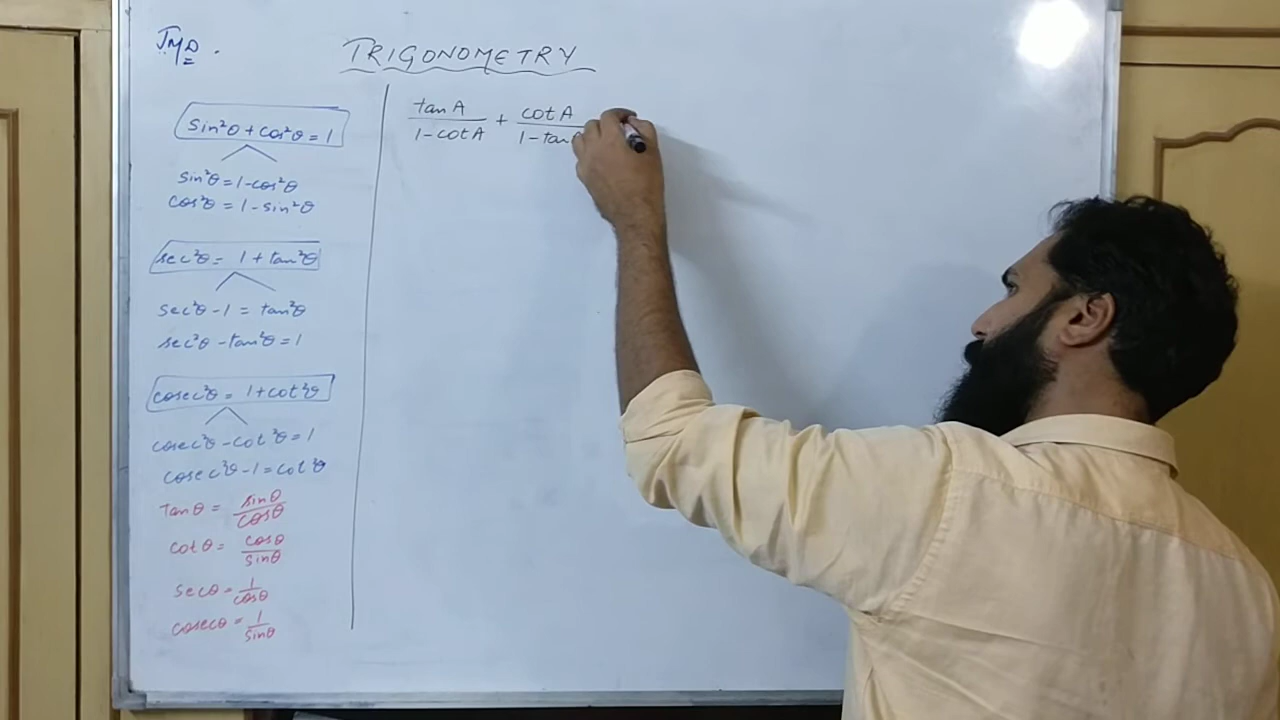 JMD.
TRIGONOMETRY
sin²θ + cos²θ = 1
sin²θ = 1 - cos²θ
cos²θ = 1 - sin²θ
sec²θ = 1 + tan²θ
sec²θ - 1 = tan²θ
sec²θ - tan²θ = 1
cosec²θ = 1 + cot²θ
cosec²θ - cot²θ = 1
cosec²θ - 1 = cot²θ
Tanθ = sinθ/cosθ
cotθ = cosθ/sinθ
secθ = 1/cosθ
cosecθ = 1/sinθ
tanA/1-cotA + cotA/1-tan